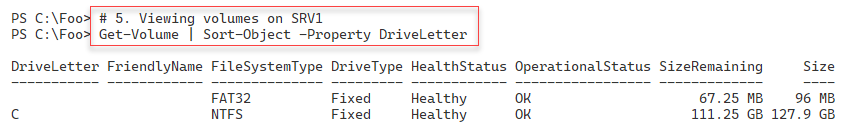 PS C:\Foo> # 5. Viewing volumes on SRV1
PS C:\Foo> Get-Volume | Sort-Object -Property DriveLetter
DriveLetter FriendlyName FileSystemType DriveType HealthStatus OperationalStatus SizeRemaining Size
----------- ------------ -------------- --------- ------------ ----------------- ------------- ----
FAT32 Fixed Healthy OK 67.25 MB 96 MB
C NTFS Fixed Healthy OK 111.25 GB 127.9 GB